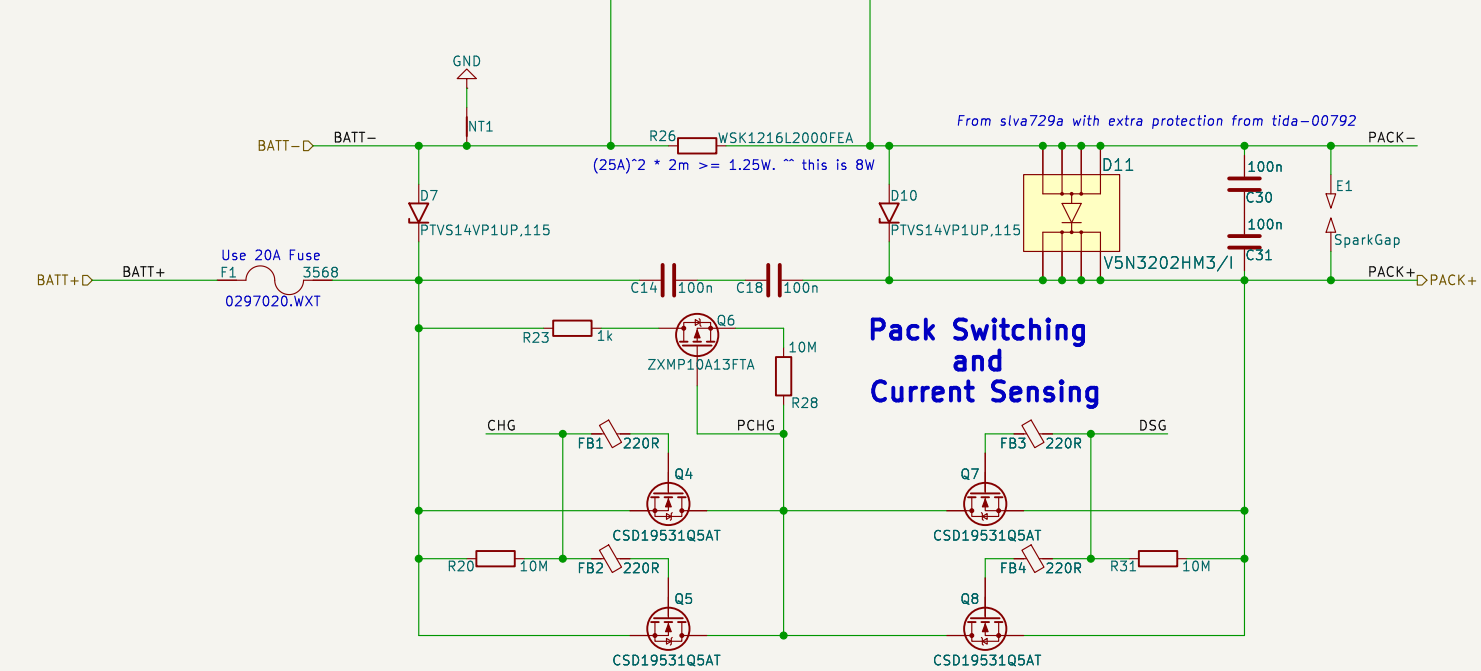 GND
NT1
BATT-
BATT-
R26
WSK1216L2000FEA
(25A)^2 * 2m >= 1.25W. ^^ this is 8W
From slva729a with extra protection from tida-00792
PACK-
D7
PTVS14VP1UP,115
D10
PTVS14VP1UP,115
D11
V5N3202HM3/I
100n
C30
100n
C31
E1
SparkGap
Use 20A Fuse
BATT+
BATT+
F1
3568
0297020.WXT
C14
100n
C18
100n
PACK+
PACK+
R23
1k
Q6
ZXMP10A13FTA
10M
R28
Pack Switching
and
Current Sensing
CHG
FB1
220R
PCHG
FB3
220R
DSG
Q4
CSD19531Q5AT
Q7
CSD19531Q5AT
R20
10M
FB2
220R
FB4
220R
R31
10M
Q5
CSD19531Q5AT
Q8
CSD19531Q5AT